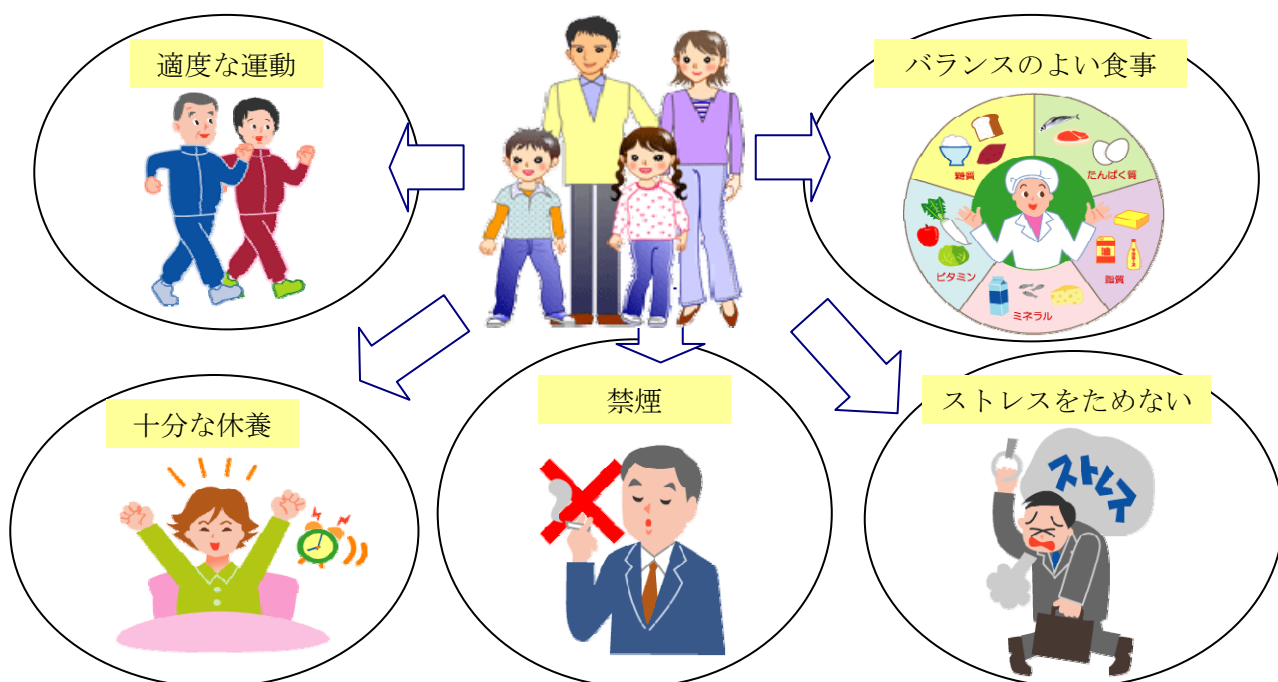 適度な運動
バランスのよい食事
糖質
たんぱく質
ビタミン
脂質
ミネラル
十分な休養
禁煙
ストレスをためない
ストレス